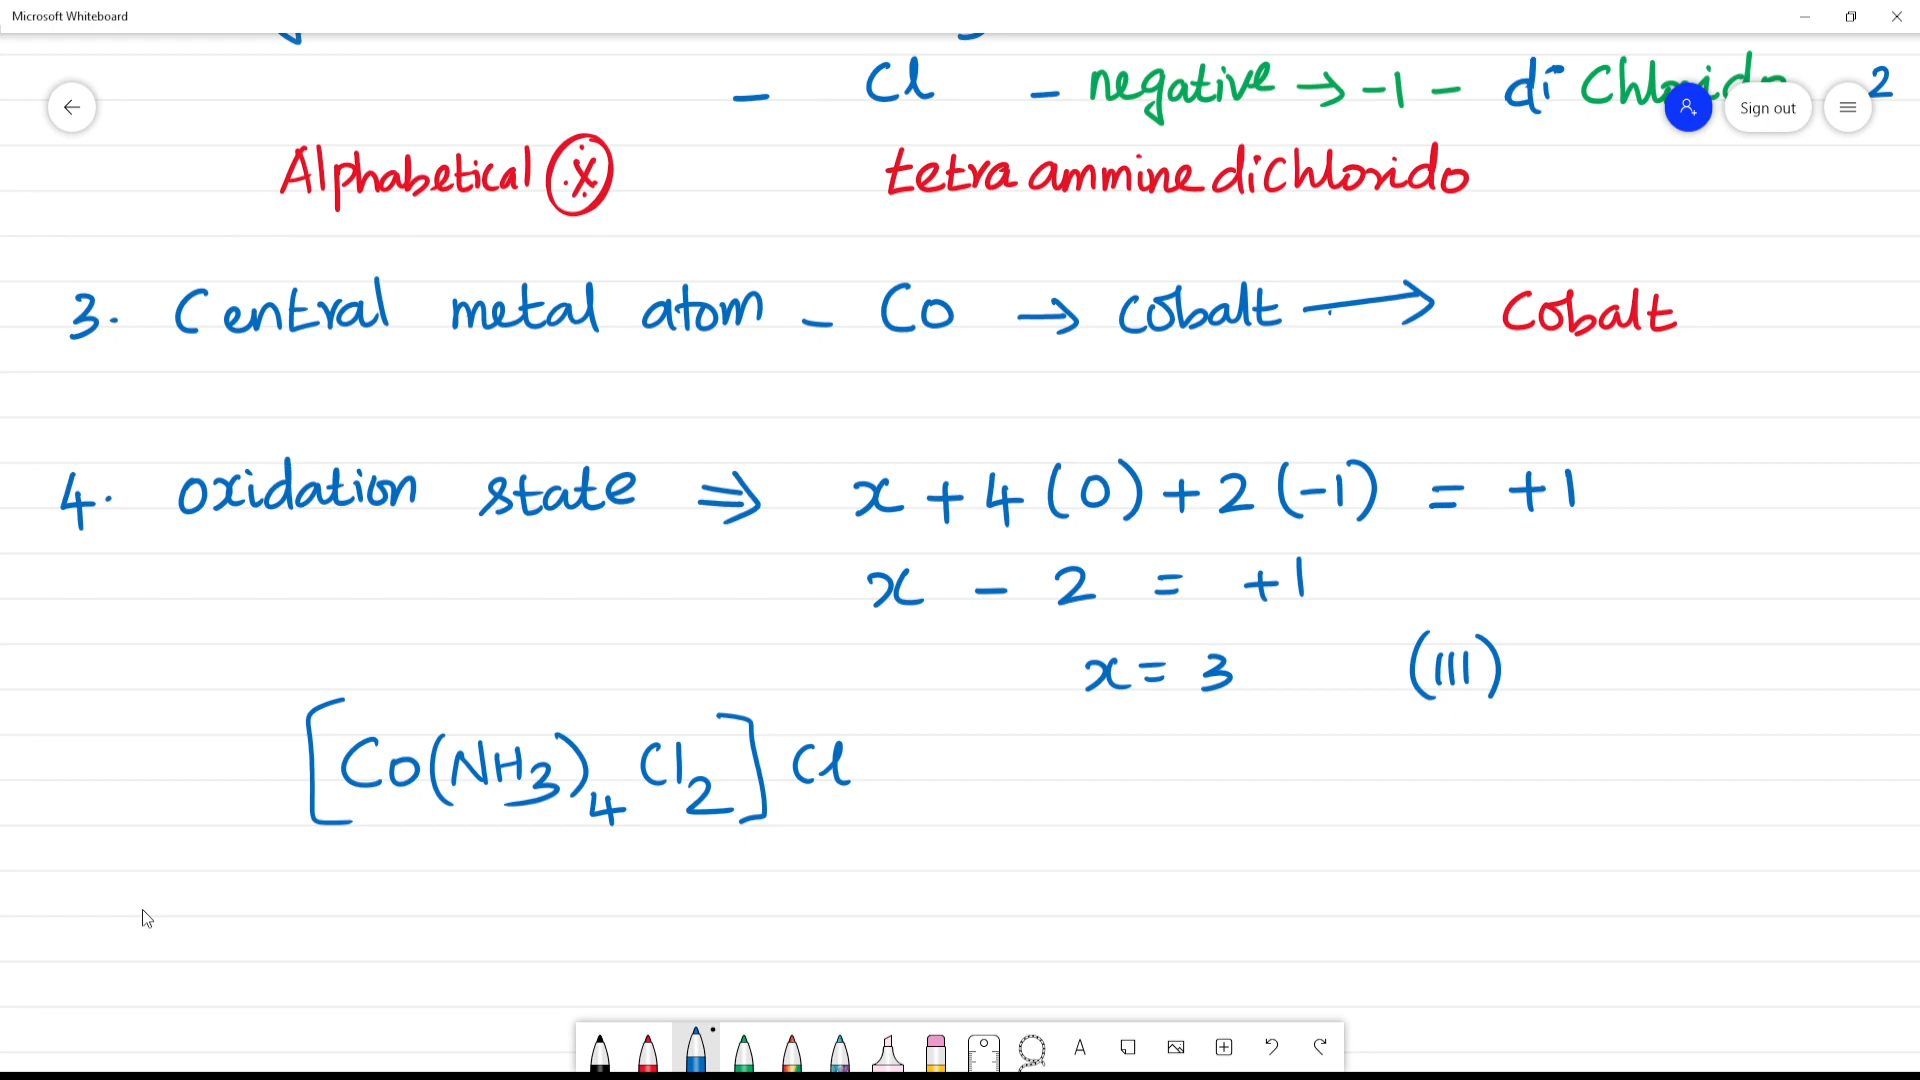 Microsoft Whiteboard
- Cl - negative → -1 - di Chlorido 2
Sign out
Alphabetical tetra ammine dichlorido
3. Central metal atom - Co → cobalt → Cobalt
4. oxidation state ⇒ x + 4 (0) + 2 (-1) = +1
x - 2 = +1
x = 3 (III)
[Co(NH₃)₄ Cl₂] Cl
A